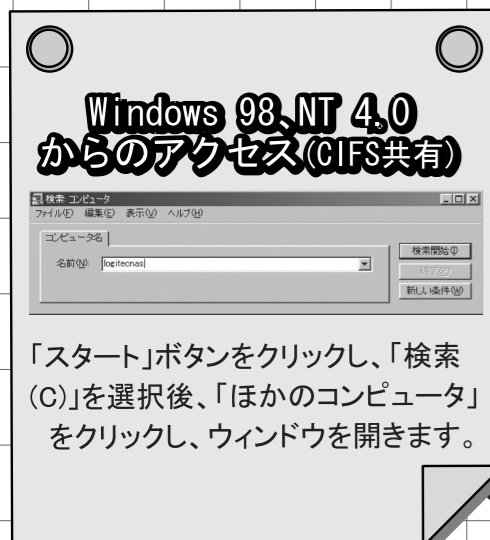 Windows 98、NT 4.0
からのアクセス(CIFS共有)
検索 コンピュータ
ファイル(F) 編集(E) 表示(V) ヘルプ(H)
コンピュータ名
名前(N): logitecnas
検索開始(I)
終了(P)
新しい条件(W)
「スタート」ボタンをクリックし、「検索
(C)」を選択後、「ほかのコンピュータ」
をクリックし、ウィンドウを開きます。